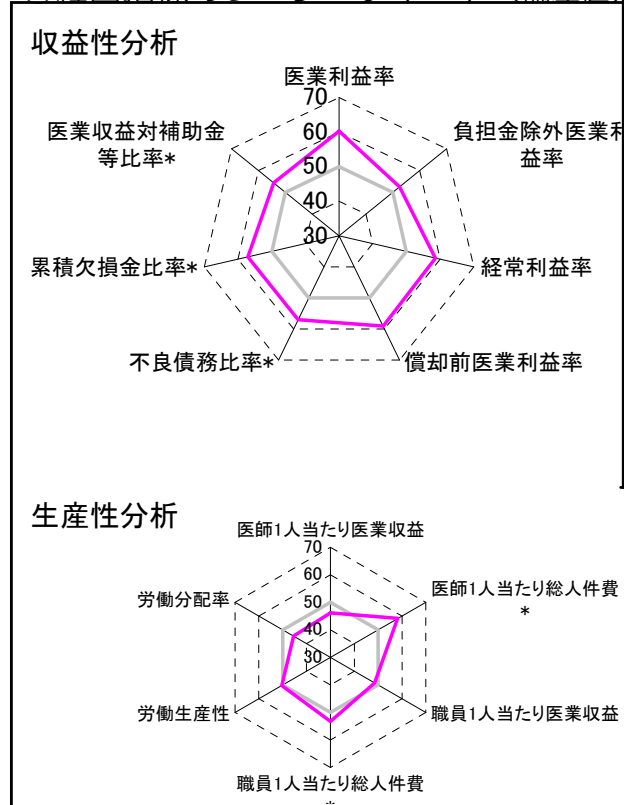 収益性分析
医業利益率
70
60
50
40
30
負担金除外医業利
益率
経常利益率
償却前医業利益率
不良債務比率*
累積欠損金比率*
医業収益対補助金
等比率*
生産性分析
医師1人当たり医業収益
70
60
50
40
30
医師1人当たり総人件費
*
職員1人当たり医業収益
職員1人当たり総人件費
*
労働生産性
労働分配率